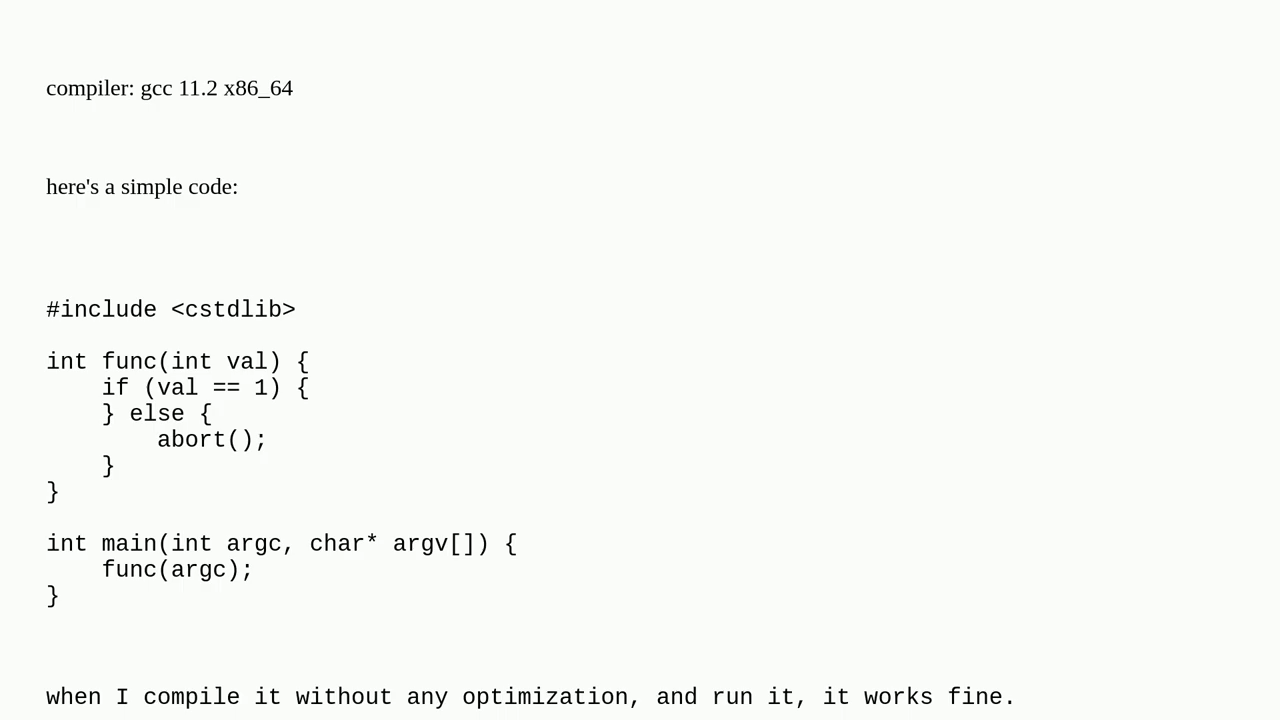 compiler: gcc 11.2 x86_64
here's a simple code:
#include <cstdlib>
int func(int val) {
    if (val == 1) {
    } else {
        abort();
    }
}
int main(int argc, char* argv[]) {
    func(argc);
}
when I compile it without any optimization, and run it, it works fine.